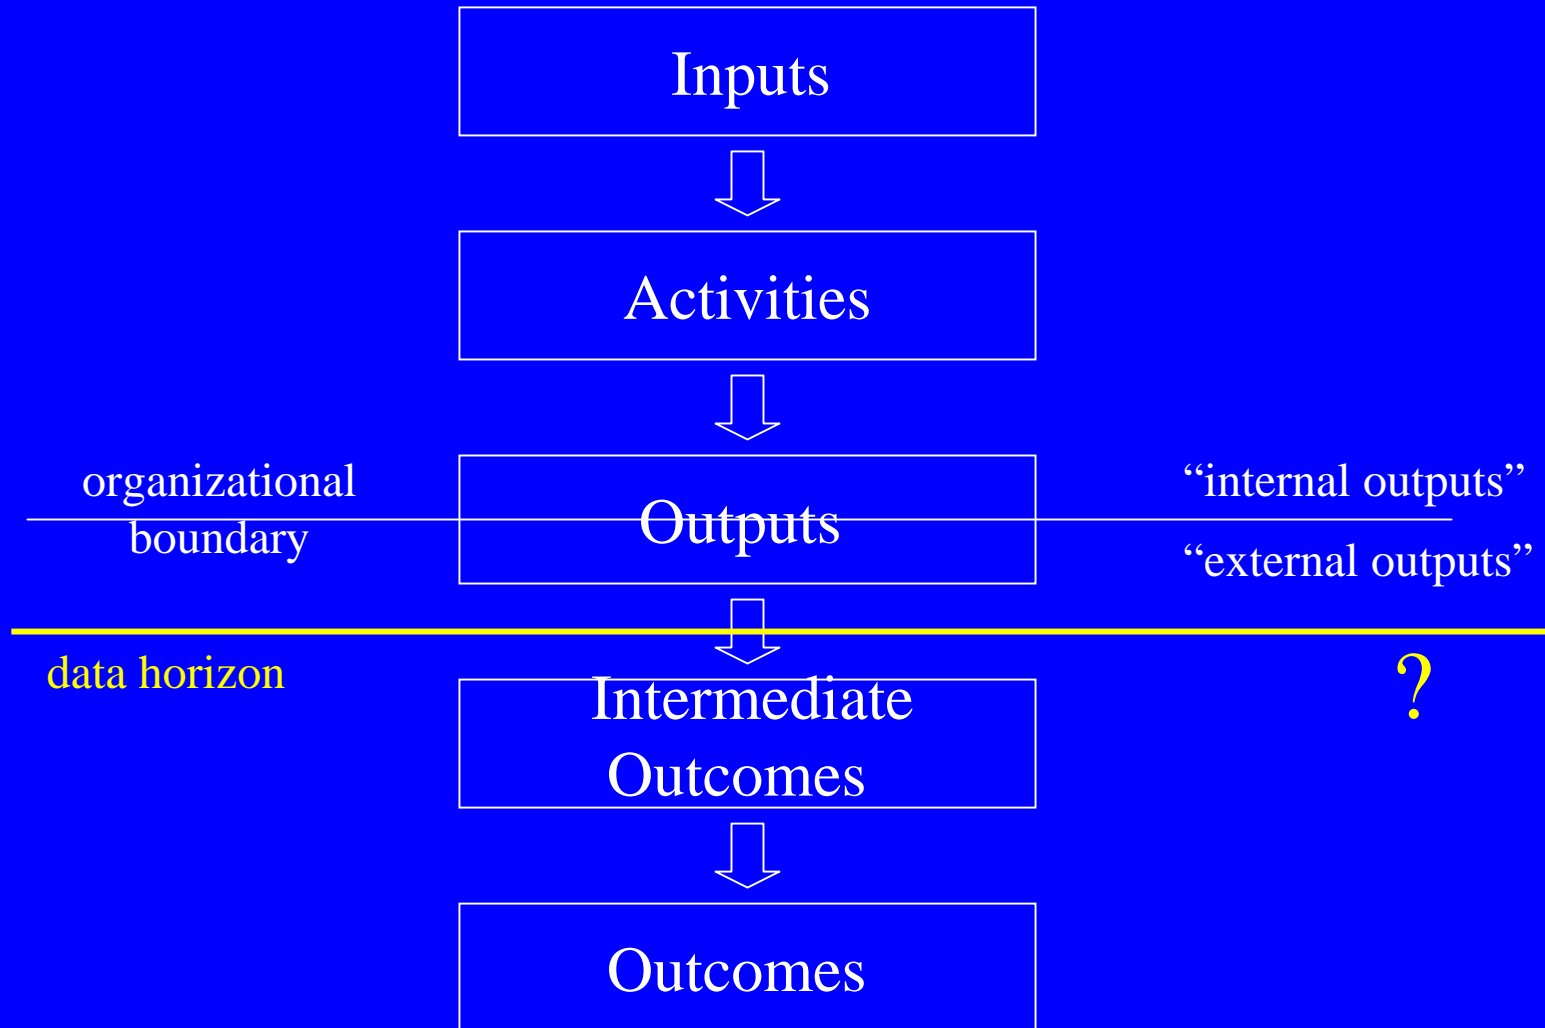 Inputs
Activities
organizational
boundary
Outputs
“internal outputs”
“external outputs”
data horizon
?
Intermediate
Outcomes
Outcomes